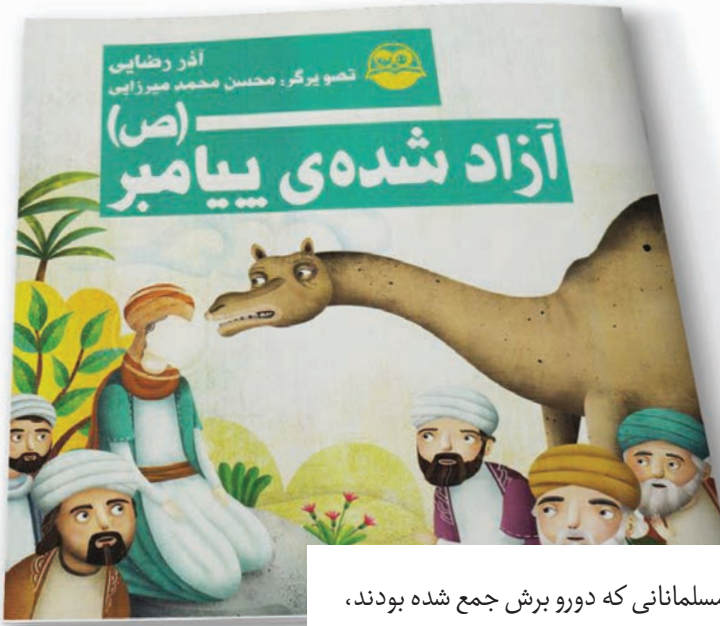 آذر رضایی
تصویرگر: محسن محمد میرزایی
آزاد شده‌ی پیامبر (ص)
مسلمانانی که دورو برش جمع شده بودند،